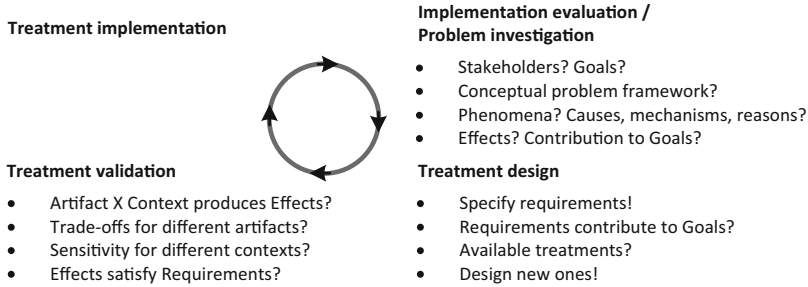 Treatment implementation
Implementation evaluation /
Problem investigation
• Stakeholders? Goals?
• Conceptual problem framework?
• Phenomena? Causes, mechanisms, reasons?
• Effects? Contribution to Goals?
Treatment validation
• Artifact X Context produces Effects?
• Trade-offs for different artifacts?
• Sensitivity for different contexts?
• Effects satisfy Requirements?
Treatment design
• Specify requirements!
• Requirements contribute to Goals?
• Available treatments?
• Design new ones!